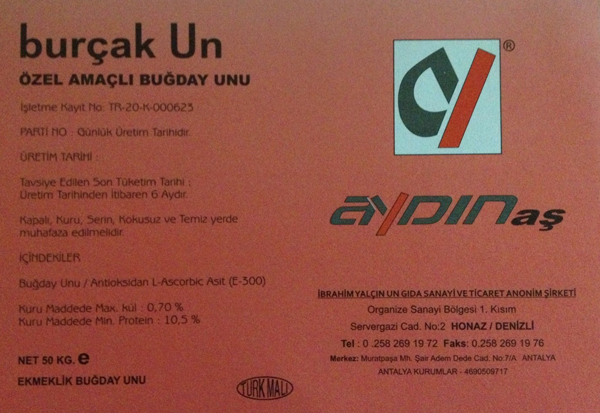 burçak Un
ÖZEL AMAÇLI BUĞDAY UNU
İşletme Kayıt No: TR-20-K-000623
PARTİ NO : Günlük Üretim Tarihidir.
ÜRETİM TARİHİ :
Tavsiye Edilen Son Tüketim Tarihi :
Üretim Tarihinden İtibaren 6 Aydır.
Kapalı, Kuru, Serin, Kokusuz ve Temiz yerde
muhafaza edilmelidir.
İÇİNDEKİLER
Buğday Unu / Antioksidan L-Ascorbic Asit (E-300)
Kuru Maddede Max. kül : 0,70 %
Kuru Maddede Min. Protein : 10,5 %
NET 50 KG. e
EKMEKLİK BUĞDAY UNU
TÜRK MALI
®
AYDINaş
İBRAHİM YALÇIN UN GIDA SANAYİ VE TİCARET ANONİM ŞİRKETİ
Organize Sanayi Bölgesi 1. Kısım
Servergazi Cad. No:2 HONAZ / DENİZLİ
Tel : 0 .258 269 19 72 Faks: 0.258 269 19 76
Merkez: Muratpaşa Mh. Şair Adem Dede Cad. No:7/A : ANTALYA
ANTALYA KURUMLAR - 4690509717